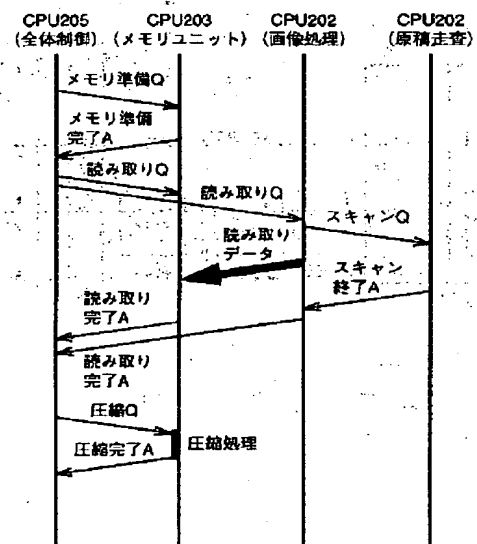 CPU205 CPU203 CPU202 CPU202
(全体制御) (メモリユニット) (画像処理) (原稿走査)
メモリ準備Q
メモリ準備
完了A
読み取りQ
読み取りQ
スキャンQ
読み取り
データ
スキャン
終了A
読み取り
完了A
読み取り
完了A
圧縮Q
圧縮完了A
圧縮処理